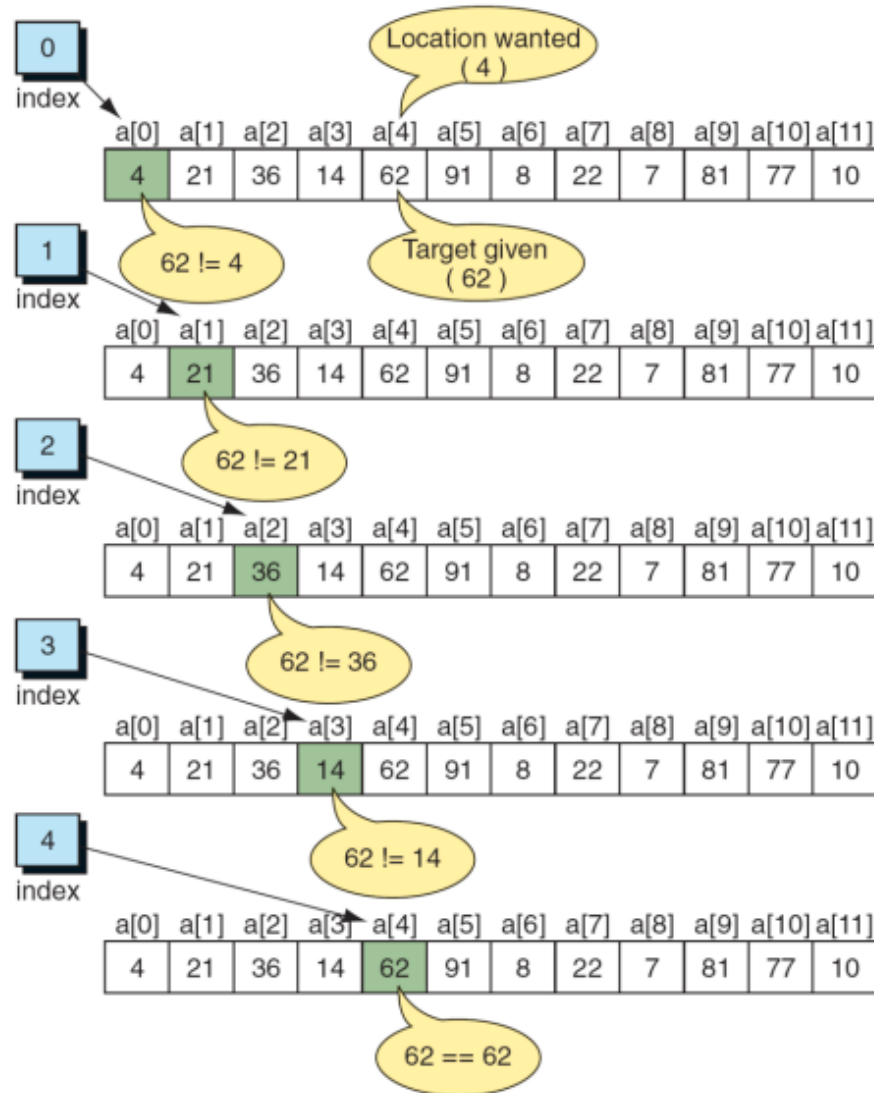 0
index
Location wanted
( 4 )
a[0] a[1] a[2] a[3] a[4] a[5] a[6] a[7] a[8] a[9] a[10] a[11]
4 21 36 14 62 91 8 22 7 81 77 10
62 != 4
Target given
( 62 )
1
index
a[0] a[1] a[2] a[3] a[4] a[5] a[6] a[7] a[8] a[9] a[10] a[11]
4 21 36 14 62 91 8 22 7 81 77 10
62 != 21
2
index
a[0] a[1] a[2] a[3] a[4] a[5] a[6] a[7] a[8] a[9] a[10] a[11]
4 21 36 14 62 91 8 22 7 81 77 10
62 != 36
3
index
a[0] a[1] a[2] a[3] a[4] a[5] a[6] a[7] a[8] a[9] a[10] a[11]
4 21 36 14 62 91 8 22 7 81 77 10
62 != 14
4
index
a[0] a[1] a[2] a[3] a[4] a[5] a[6] a[7] a[8] a[9] a[10] a[11]
4 21 36 14 62 91 8 22 7 81 77 10
62 == 62